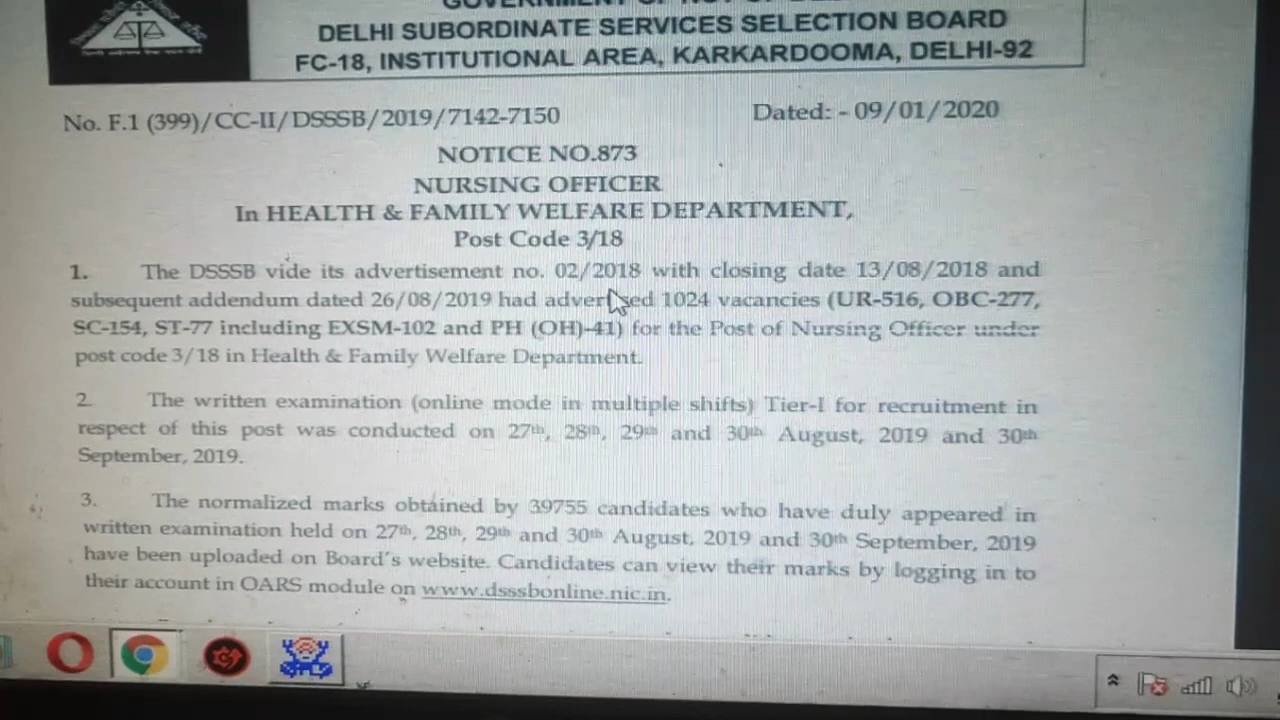 DELHI SUBORDINATE SERVICES SELECTION BOARD
FC-18, INSTITUTIONAL AREA, KARKARDOOMA, DELHI-92
No. F.1 (399)/CC-II/DSSSB/2019/7142-7150 Dated: - 09/01/2020
NOTICE NO.873
NURSING OFFICER
In HEALTH & FAMILY WELFARE DEPARTMENT,
Post Code 3/18
1. The DSSSB vide its advertisement no. 02/2018 with closing date 13/08/2018 and
subsequent addendum dated 26/08/2019 had advertised 1024 vacancies (UR-516, OBC-277,
SC-154, ST-77 including EXSM-102 and PH (OH)-41) for the Post of Nursing Officer under
post code 3/18 in Health & Family Welfare Department.
2. The written examination (online mode in multiple shifts) Tier-I for recruitment in
respect of this post was conducted on 27th, 28th, 29th and 30th August, 2019 and 30th
September, 2019.
3. The normalized marks obtained by 39755 candidates who have duly appeared in
written examination held on 27th, 28th, 29th and 30th August, 2019 and 30th September, 2019
have been uploaded on Board's website. Candidates can view their marks by logging in to
their account in OARS module on www.dsssbonline.nic.in.